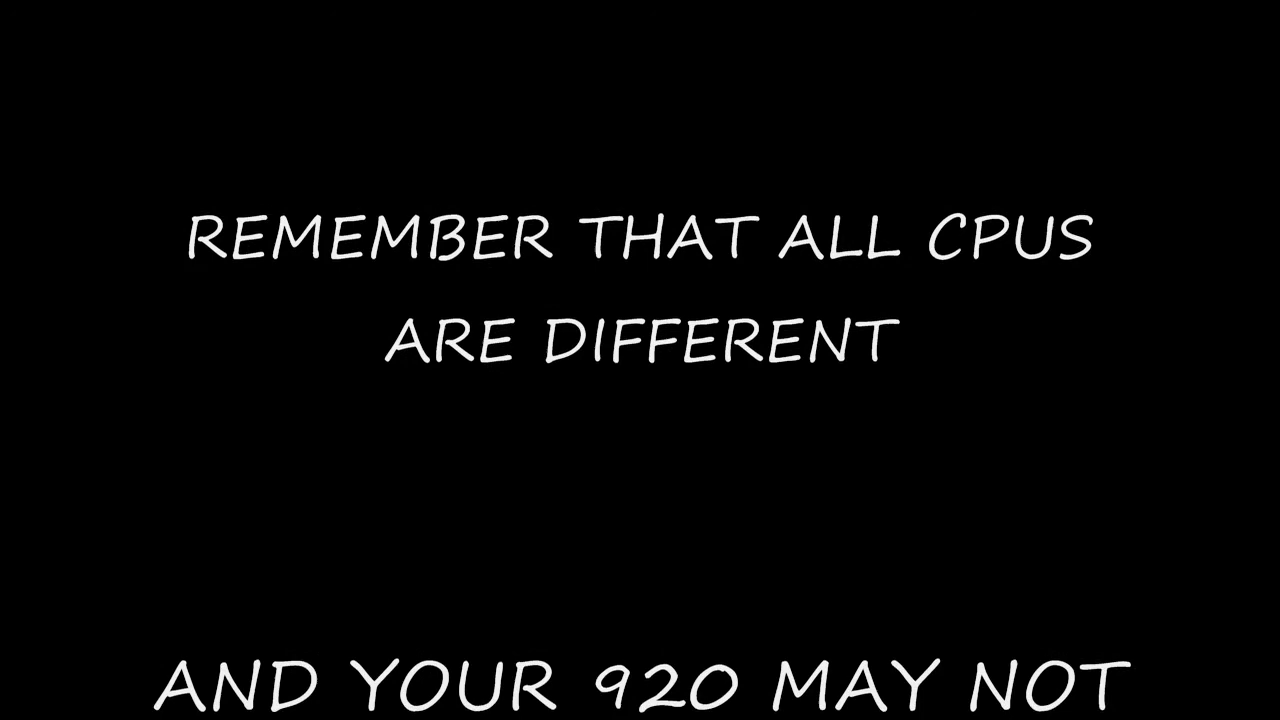 REMEMBER THAT ALL CPUS
ARE DIFFERENT
AND YOUR 920 MAY NOT